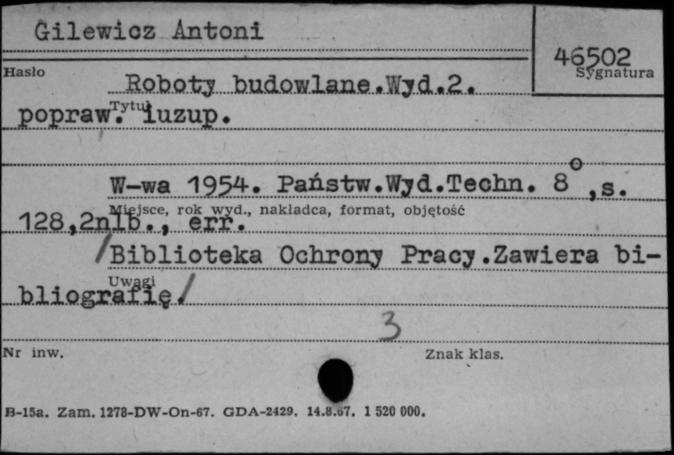 Gilewicz Antoni
46502
Hasło
Sygnatura
Roboty budowlane.Wyd.2.
Tytuł
popraw. iuzup.
W-wa 1954. Państw.Wyd.Techn. 8o,s.
Miejsce, rok wyd., nakładca, format, objętość
128,2nlb., err.
/Biblioteka Ochrony Pracy.Zawiera bi-
Uwagi
bliografię/
3
Nr inw.
Znak klas.
B-15a. Zam. 1278-DW-On-67. GDA-2429. 14.8.67. 1 520 000.